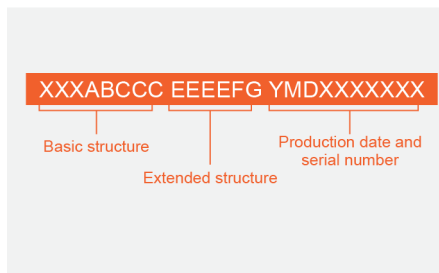 XXXABCCC EEEEFG YMDXXXXXXX
Basic structure
Extended structure
Production date and
serial number